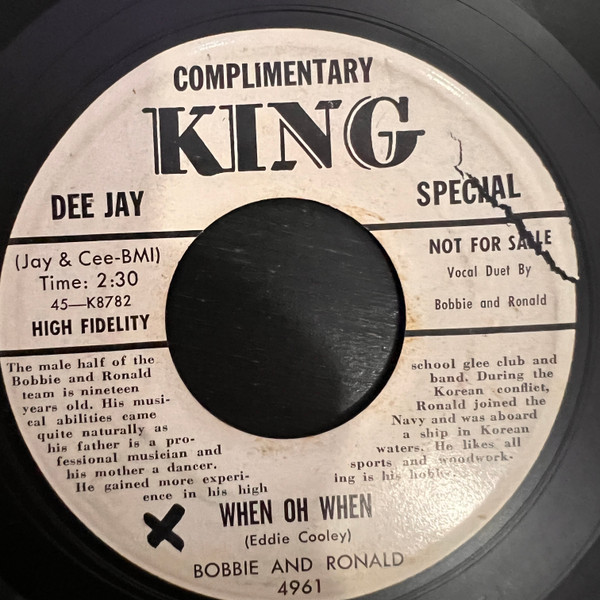 COMPLIMENTARY
KING
DEE JAY
SPECIAL
(Jay & Cee-BMI)
Time: 2:30
45—K8782
HIGH FIDELITY
NOT FOR SALE
Vocal Duet By
Bobbie and Ronald
The male half of the
Bobbie and Ronald
team is nineteen
years old. His musi-
cal abilities came
quite naturally as
his father is a pro-
fessional musician and
his mother a dancer.
He gained more experi-
ence in his high
school glee club and
band. During the
Korean conflict,
Ronald joined the
Navy and was aboard
a ship in Korean
waters. He likes all
sports and woodwork-
ing is his hobby.
WHEN OH WHEN
(Eddie Cooley)
BOBBIE AND RONALD
4961